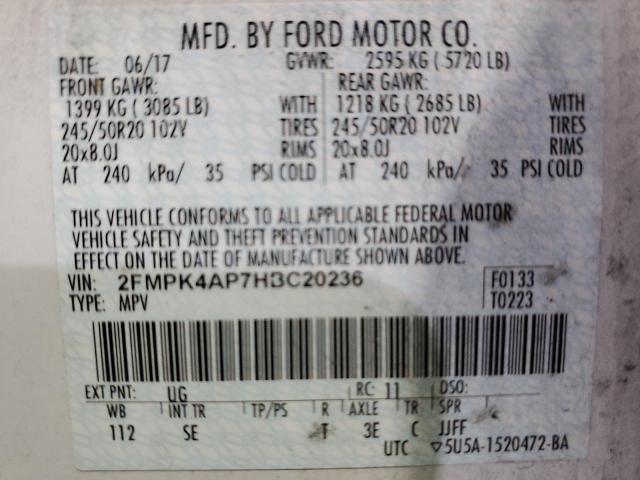 MFD. BY FORD MOTOR CO.
DATE: 06/17 GVWR: 2595 KG ( 5720 LB)
FRONT GAWR: REAR GAWR:
1399 KG ( 3085 LB) WITH 1218 KG ( 2685 LB) WITH
245/50R20 102V TIRES 245/50R20 102V TIRES
20x8.0J RIMS 20x8.0J RIMS
AT 240 kPa/ 35 PSI COLD AT 240 kPa/ 35 PSI COLD
THIS VEHICLE CONFORMS TO ALL APPLICABLE FEDERAL MOTOR
VEHICLE SAFETY AND THEFT PREVENTION STANDARDS IN
EFFECT ON THE DATE OF MANUFACTURE SHOWN ABOVE.
VIN: 2FMPK4AP7HBC20236 F0133
TYPE: MPV T0223
EXT PNT: UG RC: 11 DSO:
WB INT TR TP/PS R AXLE TR SPR
112 SE T 3E C JJFF
UTC ▽5U5A-1520472-BA